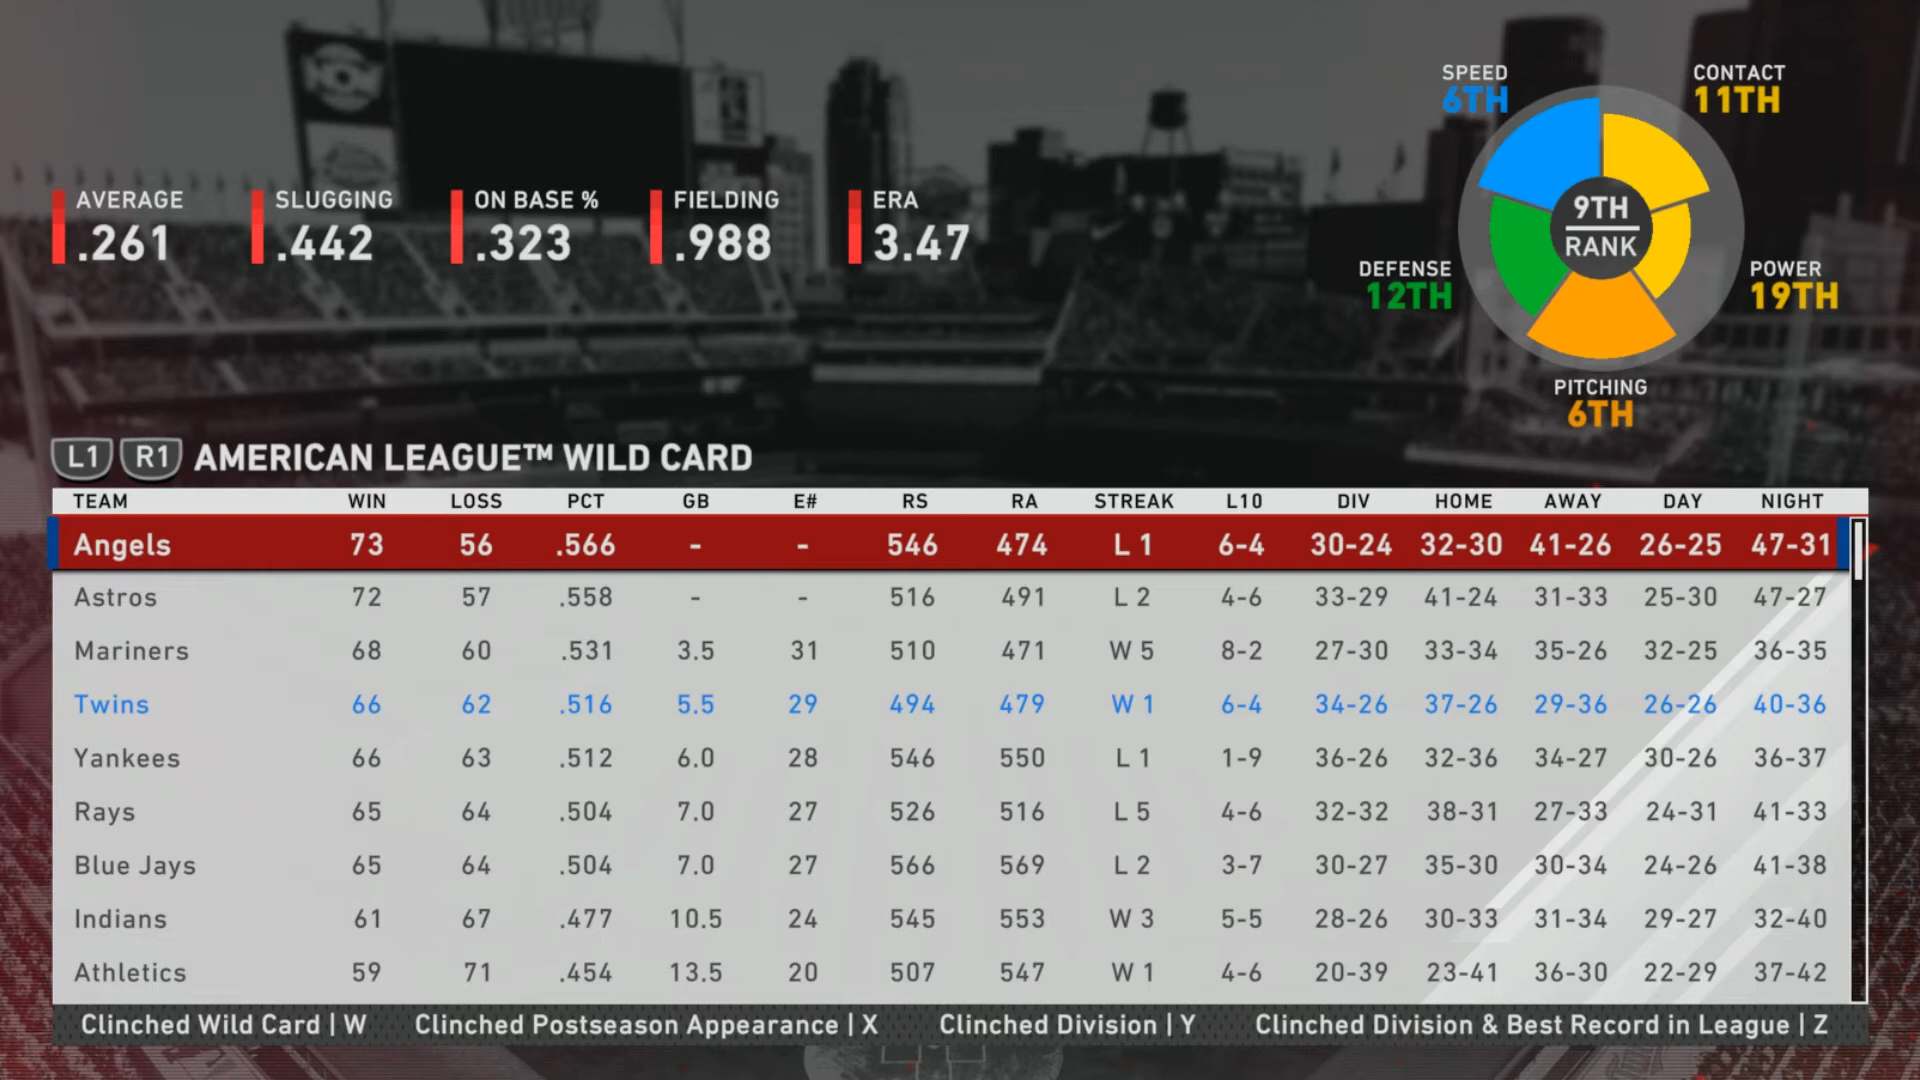 SPEED
6TH
CONTACT
11TH
AVERAGE
.261
SLUGGING
.442
ON BASE %
.323
FIELDING
.988
ERA
3.47
9TH
RANK
DEFENSE
12TH
POWER
19TH
PITCHING
6TH
L1 R1 AMERICAN LEAGUE™ WILD CARD
TEAM WIN LOSS PCT GB E# RS RA STREAK L10 DIV HOME AWAY DAY NIGHT
Angels 73 56 .566 - - 546 474 L 1 6-4 30-24 32-30 41-26 26-25 47-31
Astros 72 57 .558 - - 516 491 L 2 4-6 33-29 41-24 31-33 25-30 47-27
Mariners 68 60 .531 3.5 31 510 471 W 5 8-2 27-30 33-34 35-26 32-25 36-35
Twins 66 62 .516 5.5 29 494 479 W 1 6-4 34-26 37-26 29-36 26-26 40-36
Yankees 66 63 .512 6.0 28 546 550 L 1 1-9 36-26 32-36 34-27 30-26 36-37
Rays 65 64 .504 7.0 27 526 516 L 5 4-6 32-32 38-31 27-33 24-31 41-33
Blue Jays 65 64 .504 7.0 27 566 569 L 2 3-7 30-27 35-30 30-34 24-26 41-38
Indians 61 67 .477 10.5 24 545 553 W 3 5-5 28-26 30-33 31-34 29-27 32-40
Athletics 59 71 .454 13.5 20 507 547 W 1 4-6 20-39 23-41 36-30 22-29 37-42
Clinched Wild Card | W Clinched Postseason Appearance | X Clinched Division | Y Clinched Division & Best Record in League | Z